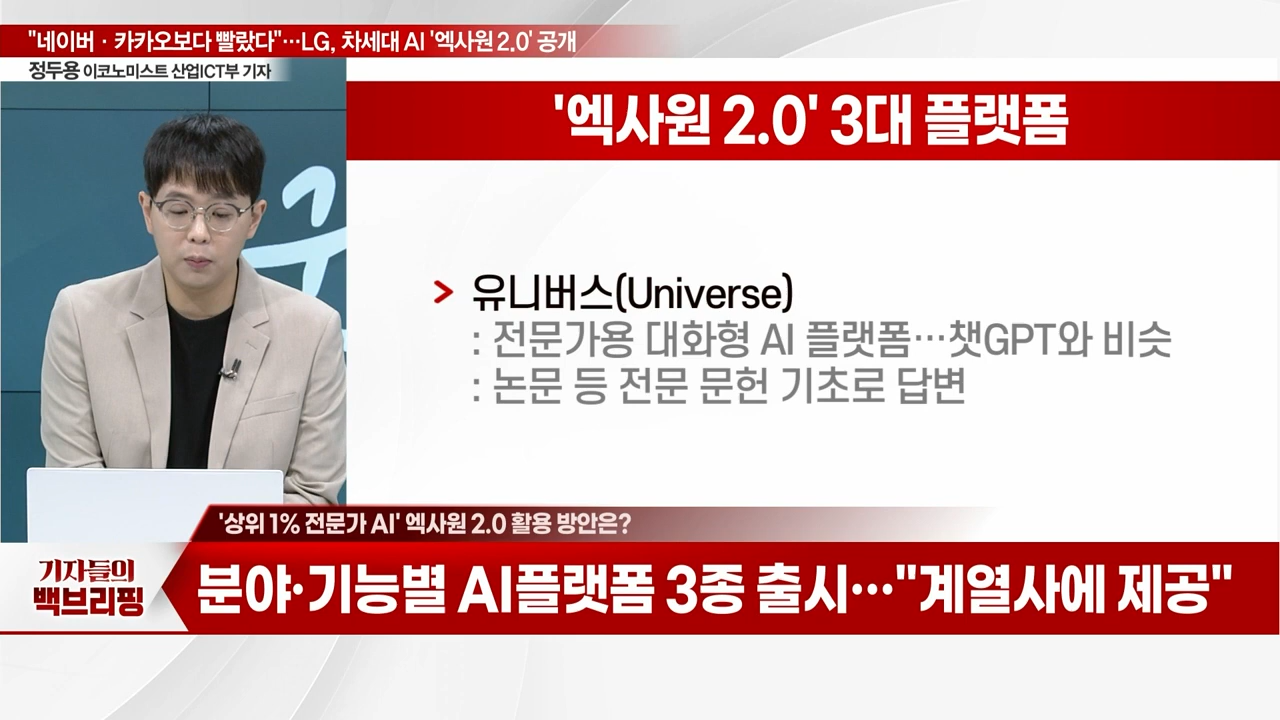 "네이버·카카오보다 빨랐다"…LG, 차세대 AI '엑사원 2.0' 공개
정두용 이코노미스트 산업ICT부 기자
'엑사원 2.0' 3대 플랫폼
> 유니버스(Universe)
: 전문가용 대화형 AI 플랫폼…챗GPT와 비슷
: 논문 등 전문 문헌 기초로 답변
'상위 1% 전문가 AI' 엑사원 2.0 활용 방안은?
기자들의
백브리핑
분야·기능별 AI플랫폼 3종 출시…"계열사에 제공"